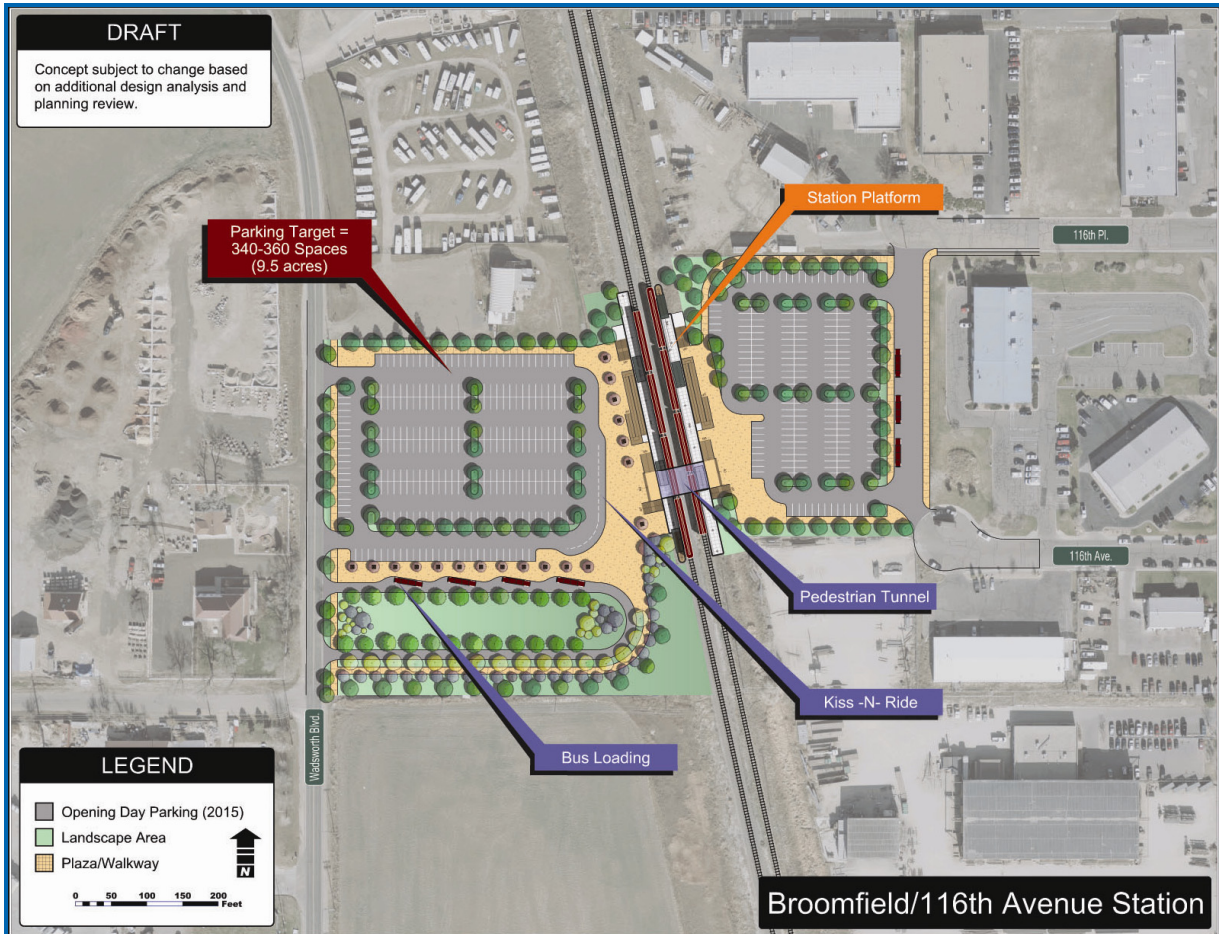 DRAFT
Concept subject to change based
on additional design analysis and
planning review.
Parking Target =
340-360 Spaces
(9.5 acres)
Station Platform
116th Pl.
116th Ave.
Pedestrian Tunnel
Kiss -N- Ride
Bus Loading
Wadsworth Blvd.
LEGEND
Opening Day Parking (2015)
Landscape Area
Plaza/Walkway
N
0 50 100 150 200
Feet
Broomfield/116th Avenue Station